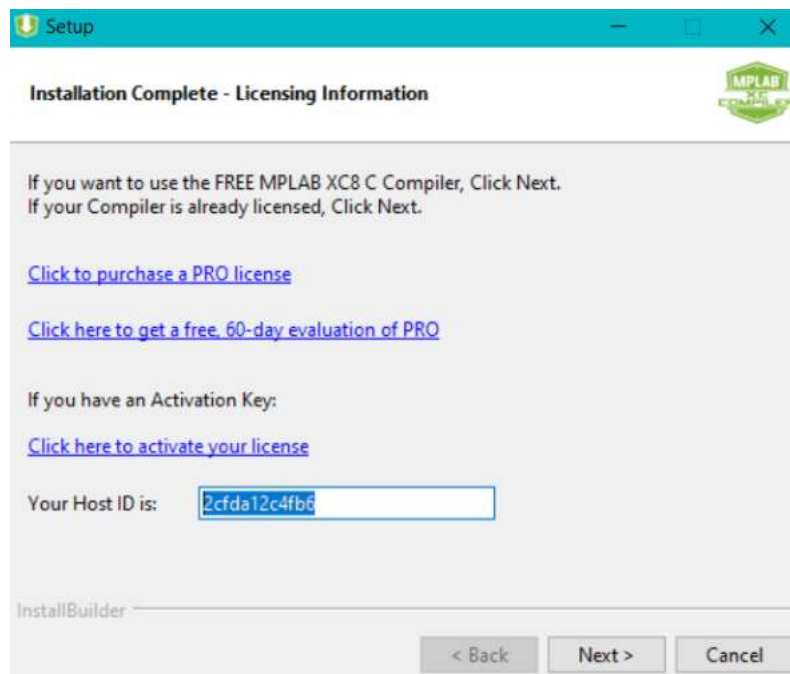 Setup
Installation Complete - Licensing Information
MPLAB
XC
COMPILER
If you want to use the FREE MPLAB XC8 C Compiler, Click Next.
If your Compiler is already licensed, Click Next.
Click to purchase a PRO license
Click here to get a free, 60-day evaluation of PRO
If you have an Activation Key:
Click here to activate your license
Your Host ID is: 2cfda12c4fb6
InstallBuilder
< Back Next > Cancel